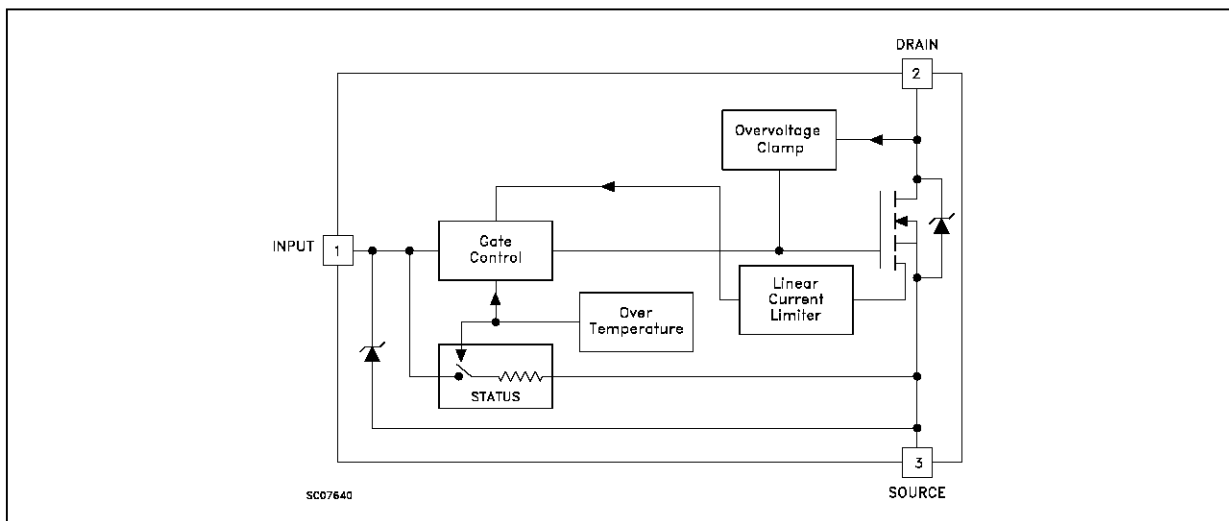 DRAIN
2
Overvoltage
Clamp
INPUT
1
Gate
Control
Linear
Current
Limiter
Over
Temperature
STATUS
3
SOURCE
SC07640